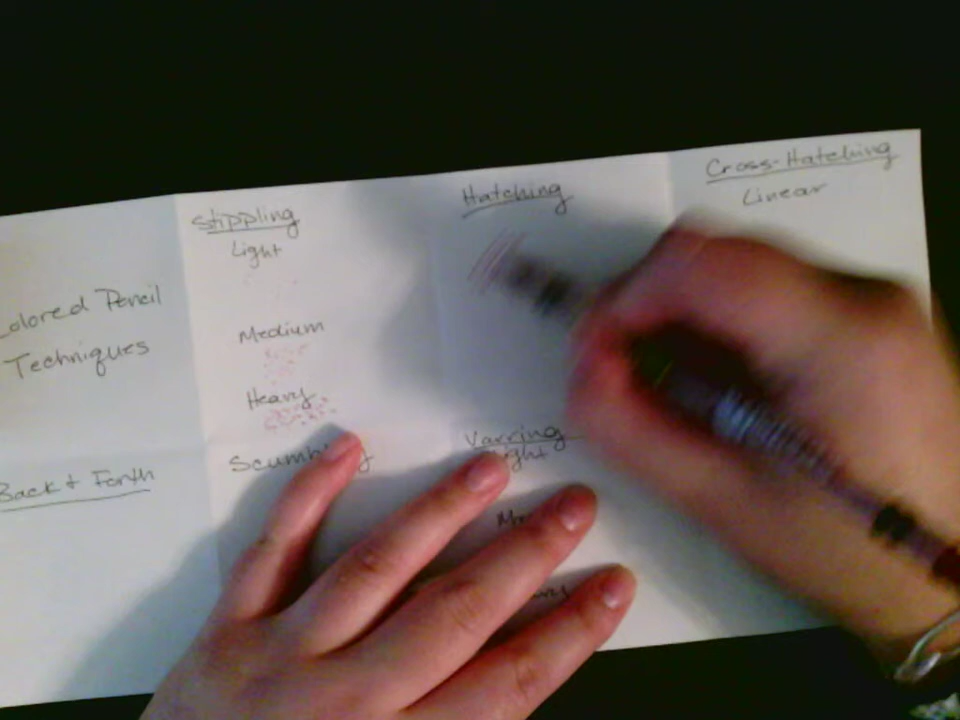 Colored Pencil
Techniques
Stippling
Light
Medium
Heavy
Hatching
Cross-Hatching
Linear
Back + Forth
Varring